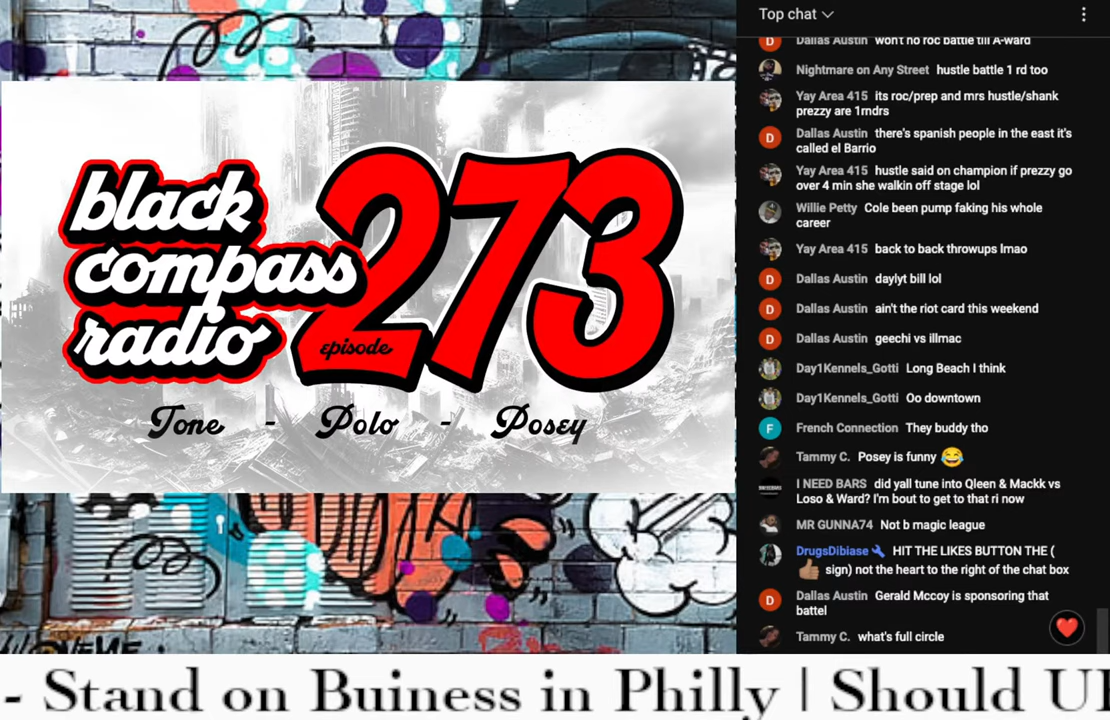 Top chat
Dallas Austin won't no roc battle till A-ward
Nightmare on Any Street hustle battle 1 rd too
Yay Area 415 its roc/prep and mrs hustle/shank
prezzy are 1rndrs
Dallas Austin there's spanish people in the east it's
called el Barrio
Yay Area 415 hustle said on champion if prezzy go
over 4 min she walkin off stage lol
Willie Petty Cole been pump faking his whole
career
Yay Area 415 back to back throwups lmao
Dallas Austin daylyt bill lol
Dallas Austin ain't the riot card this weekend
Dallas Austin geechi vs illmac
Day1Kennels_Gotti Long Beach I think
Day1Kennels_Gotti Oo downtown
French Connection They buddy tho
Tammy C. Posey is funny 😂
I NEED BARS did yall tune into Qleen & Mackk vs
Loso & Ward? I'm bout to get to that ri now
MR GUNNA74 Not b magic league
DrugsDibiase HIT THE LIKES BUTTON THE (
👍🏽 sign) not the heart to the right of the chat box
Dallas Austin Gerald Mccoy is sponsoring that
battel
Tammy C. what's full circle
black
compass
radio
273
episode
Tone - Polo - Posey
- Stand on Buiness in Philly | Should U